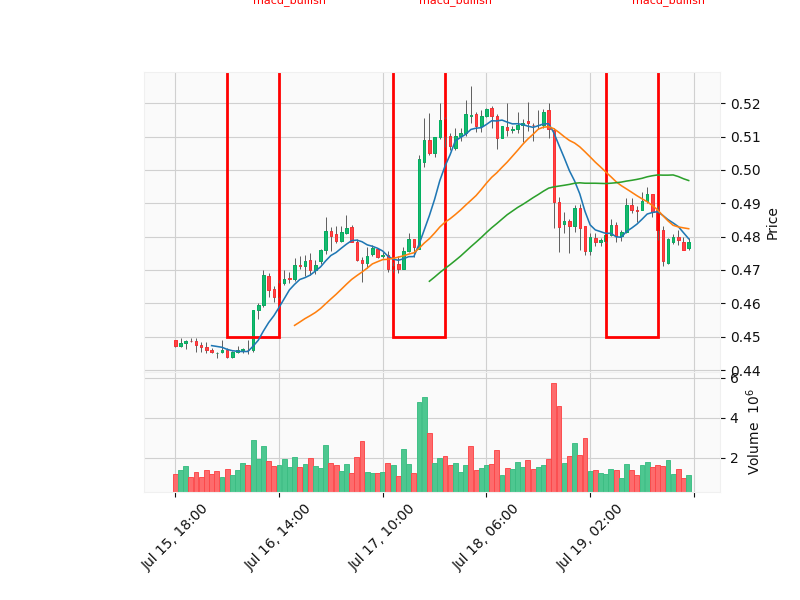 macd_bullish macd_bullish macd_bullish
0.52
0.51
0.50
0.49
0.48
0.47
0.46
0.45
0.44
Price
6
4
2
Volume 10^6
Jul 15, 18:00
Jul 16, 14:00
Jul 17, 10:00
Jul 18, 06:00
Jul 19, 02:00